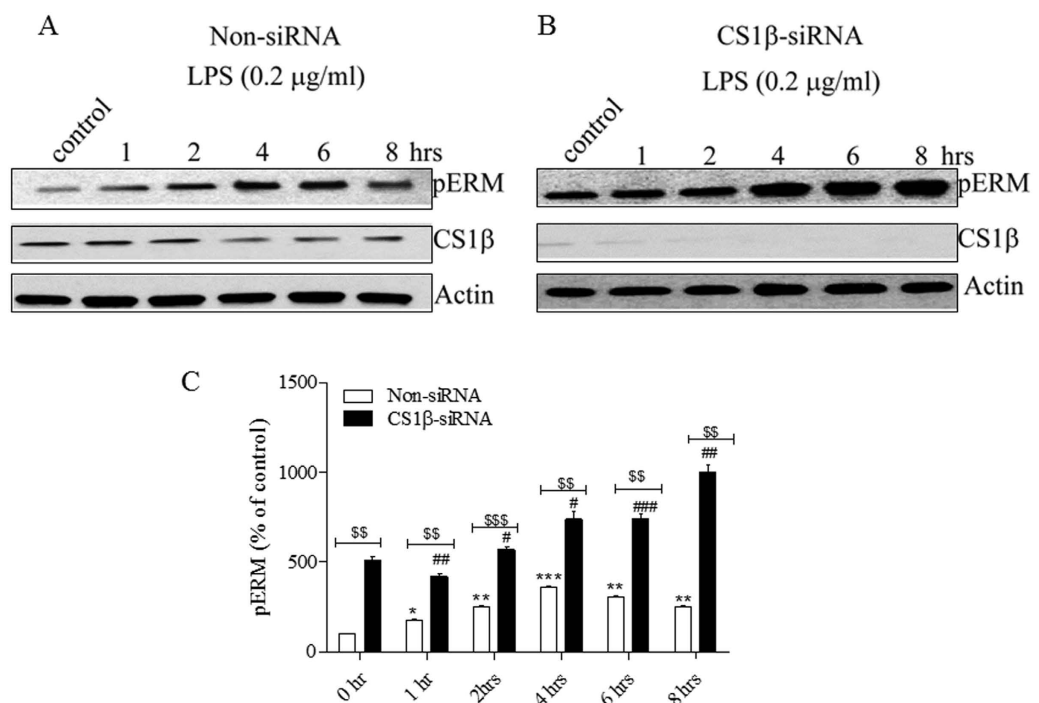 A
Non-siRNA
LPS (0.2 µg/ml)
control 1 2 4 6 8 hrs
pERM
CS1β
Actin
B
CS1β-siRNA
LPS (0.2 µg/ml)
control 1 2 4 6 8 hrs
pERM
CS1β
Actin
C
pERM (% of control)
1500
1000
500
0
Non-siRNA
CS1β-siRNA
$$ $$ $$$ $$ $$ $$
## # # ### ##
* ** *** ** **
0 hr 1 hr 2hrs 4 hrs 6 hrs 8 hrs